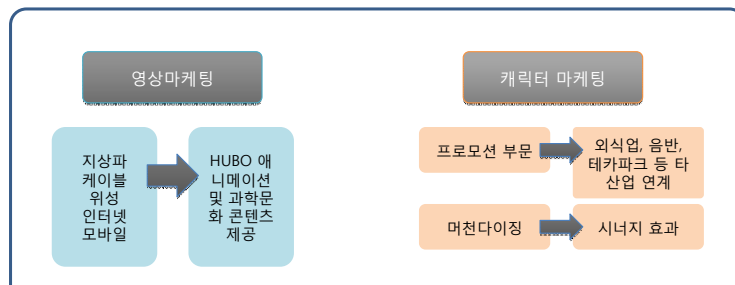 영상마케팅
지상파
케이블
위성
인터넷
모바일
HUBO 애
니메이션
및 과학문
화 콘텐츠
제공
캐릭터 마케팅
프로모션 부문
외식업, 음반,
테카파크 등 타
산업 연계
머천다이징
시너지 효과